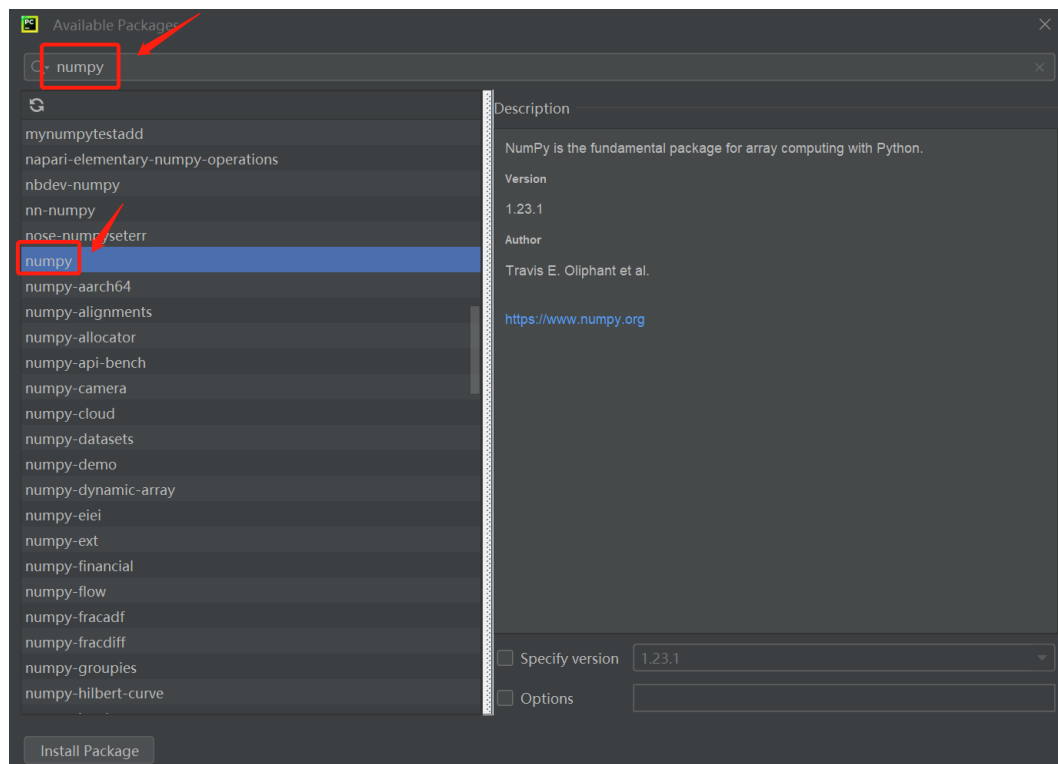 PC
Available Packages
numpy
Description
mynumpytestadd
napari-elementary-numpy-operations
nbdev-numpy
nn-numpy
nose-numpyseterr
numpy
numpy-aarch64
numpy-alignments
numpy-allocator
numpy-api-bench
numpy-camera
numpy-cloud
numpy-datasets
numpy-demo
numpy-dynamic-array
numpy-eiei
numpy-ext
numpy-financial
numpy-flow
numpy-fracadf
numpy-fracdiff
numpy-groupies
numpy-hilbert-curve
NumPy is the fundamental package for array computing with Python.
Version
1.23.1
Author
Travis E. Oliphant et al.
https://www.numpy.org
Specify version 1.23.1
Options
Install Package